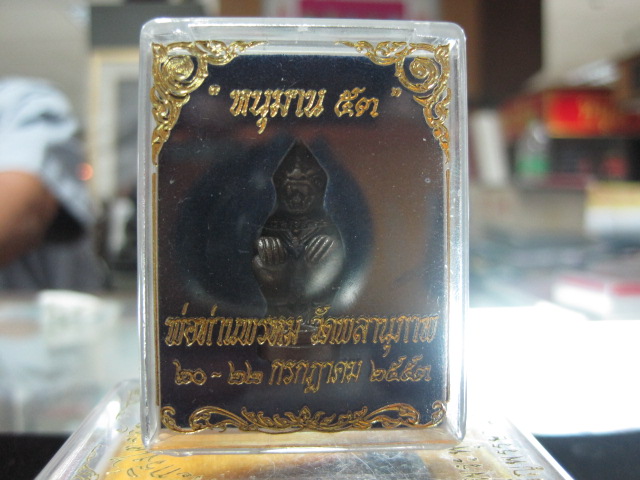 " หนุมาน ๕๓ "
พ่อท่านพรหม วัดพลานุภาพ
๒๐ - ๒๒ กรกฎาคม ๒๕๕๓